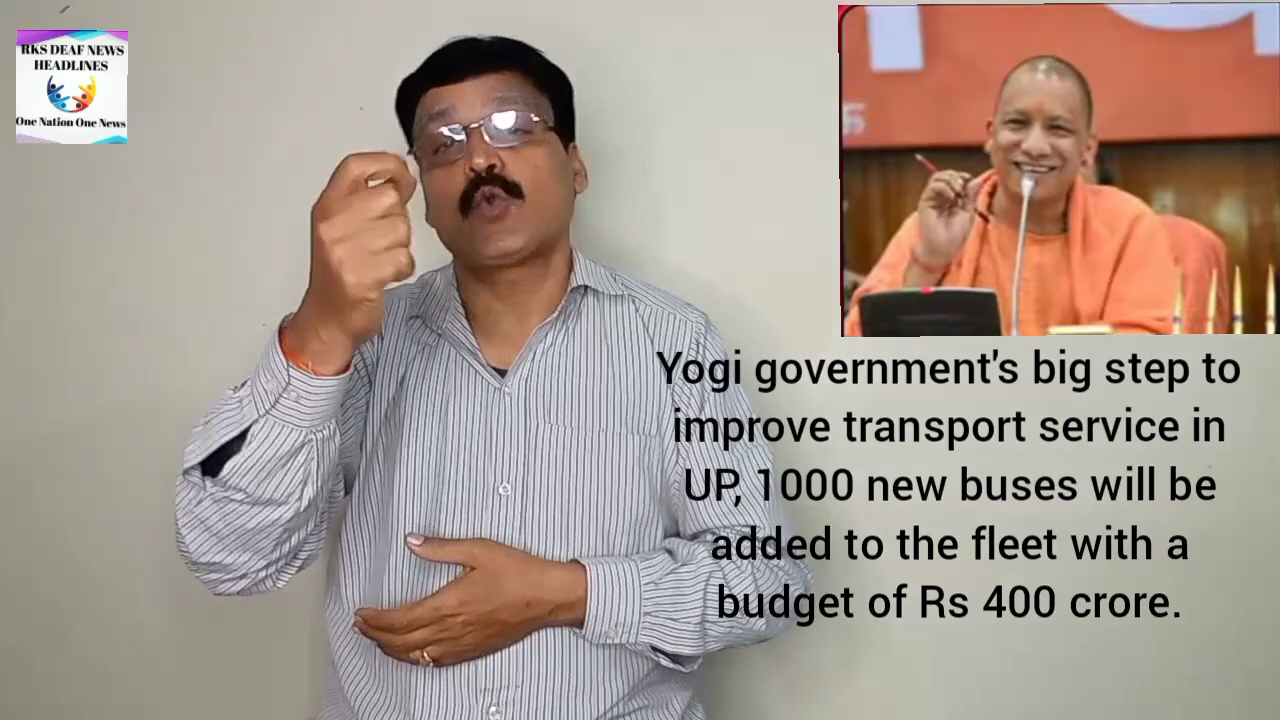 RKS DEAF NEWS
HEADLINES
One Nation One News
Yogi government's big step to
improve transport service in
UP, 1000 new buses will be
added to the fleet with a
budget of Rs 400 crore.